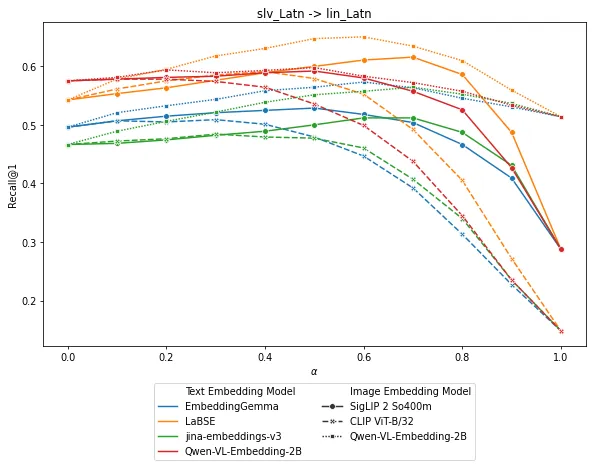 slv_Latn -> lin_Latn
Recall@1
0.6
0.5
0.4
0.3
0.2
0.0 0.2 0.4 0.6 0.8 1.0
α
Text Embedding Model Image Embedding Model
EmbeddingGemma SigLIP 2 So400m
LaBSE CLIP ViT-B/32
jina-embeddings-v3 Qwen-VL-Embedding-2B
Qwen-VL-Embedding-2B